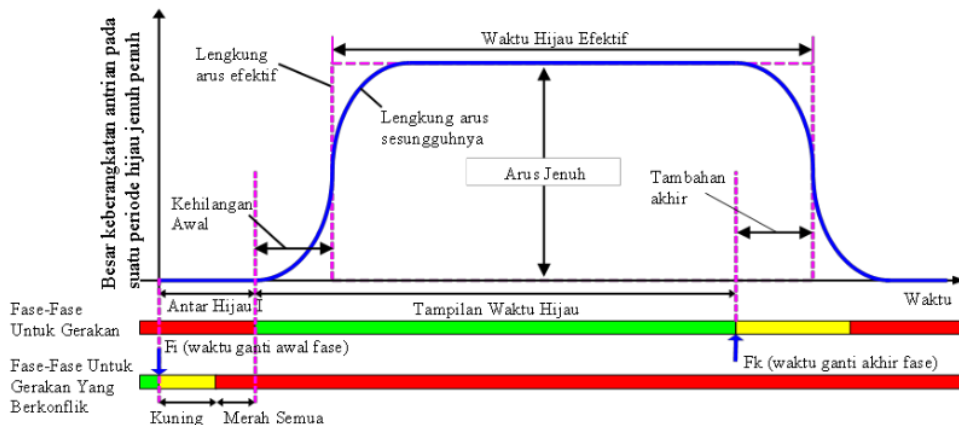 Besar keberangkatan antrian pada
suatu periode hijau jenuh penuh
Waktu Hijau Efektif
Lengkung
arus efektif
Lengkung arus
sesungguhnya
Arus Jenuh
Tambahan
akhir
Kehilangan
Awal
Waktu
Antar Hijau I
Tampilan Waktu Hijau
Fase-Fase
Untuk Gerakan
Fi (waktu ganti awal fase)
Fk (waktu ganti akhir fase)
Fase-Fase Untuk
Gerakan Yang
Berkonflik
Kuning
Merah Semua